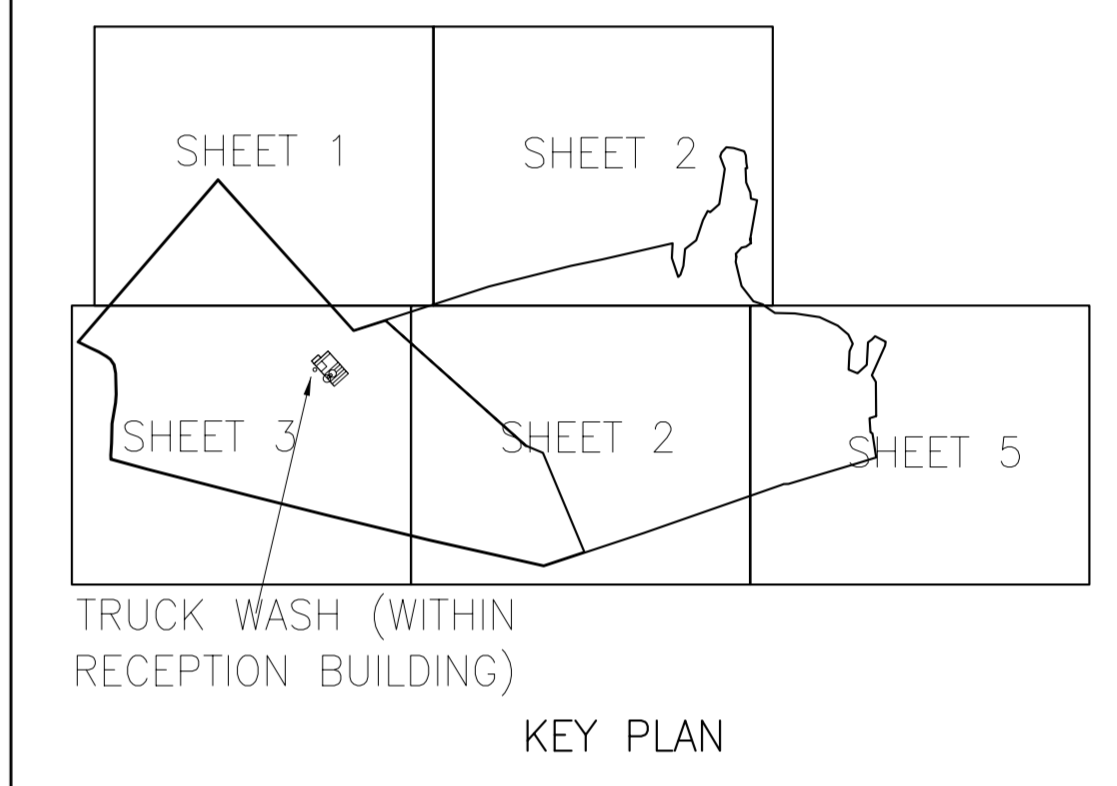 SHEET 1
SHEET 2
SHEET 3
SHEET 2
SHEET 5
TRUCK WASH (WITHIN
RECEPTION BUILDING)
KEY PLAN